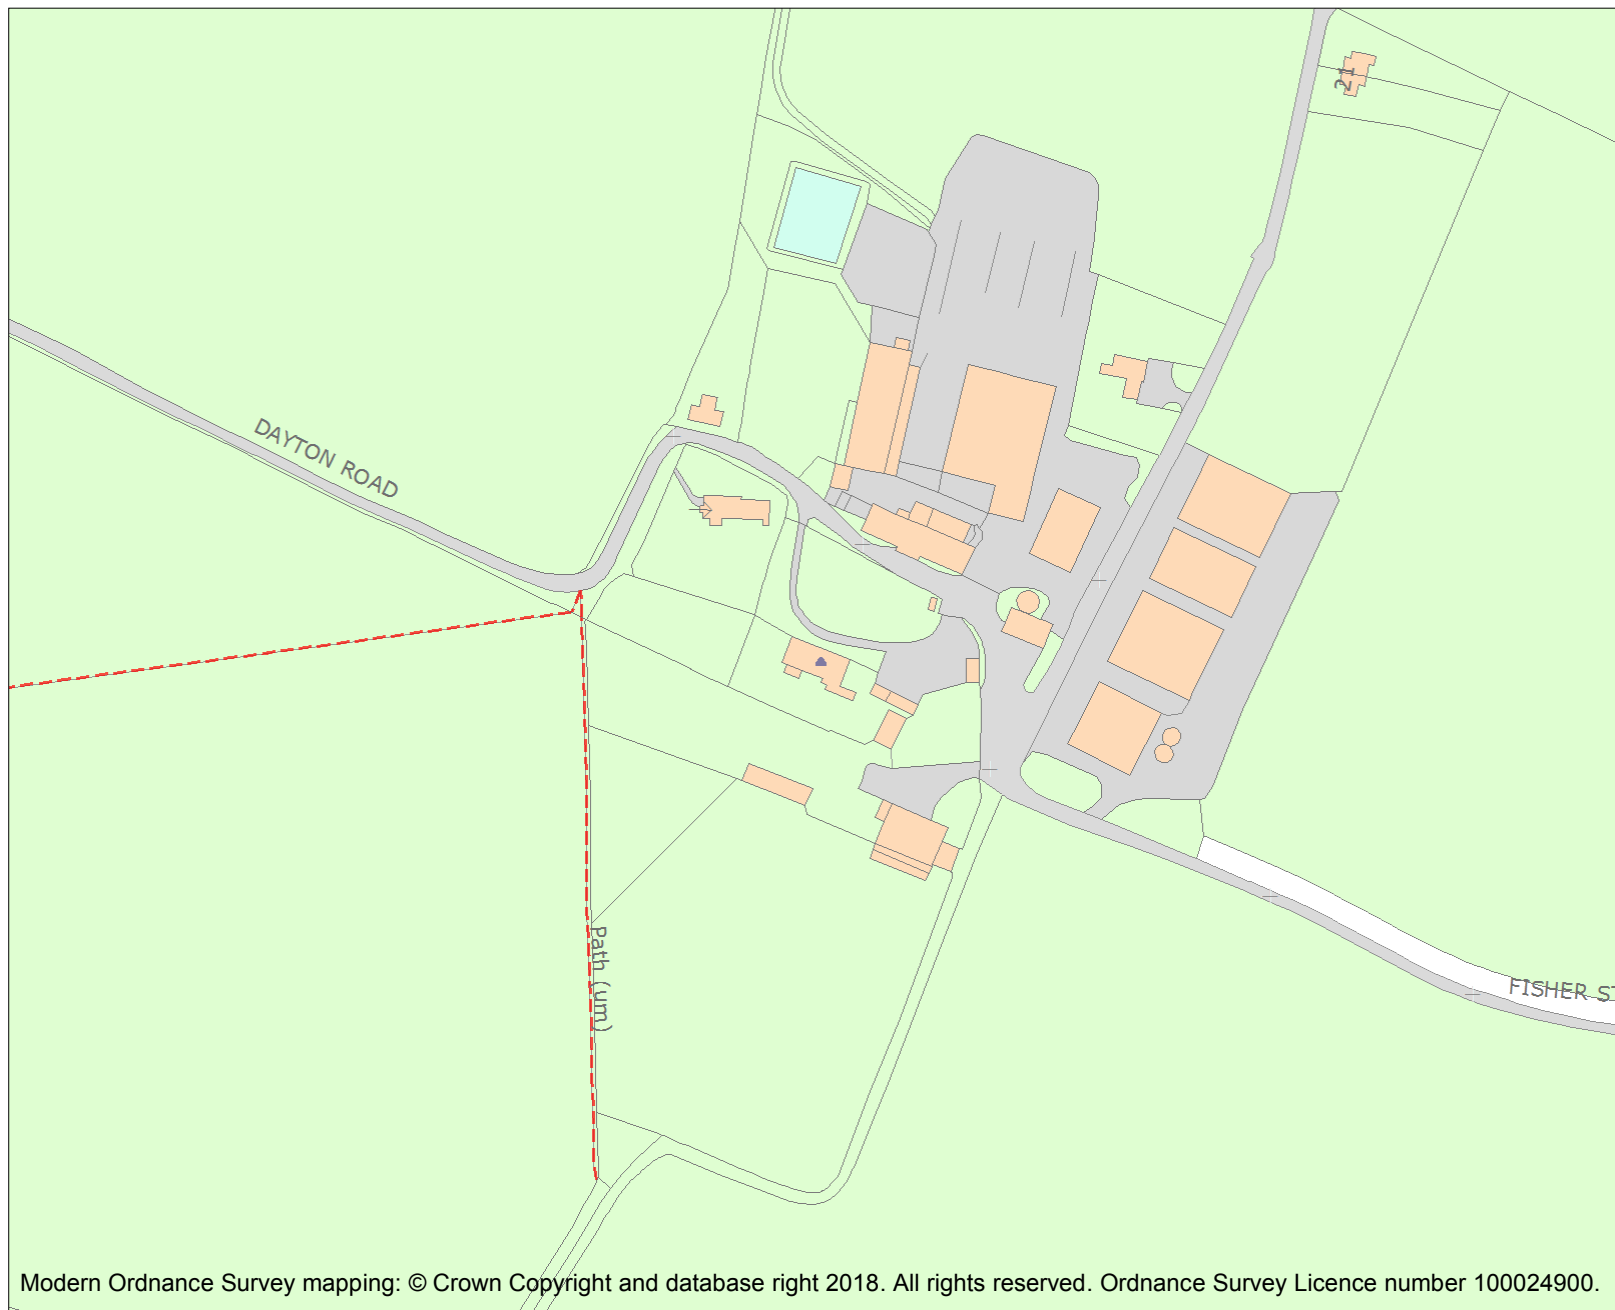 21
DAYTON ROAD
Path (um)
FISHER ST
Modern Ordnance Survey mapping: © Crown Copyright and database right 2018. All rights reserved. Ordnance Survey Licence number 100024900.